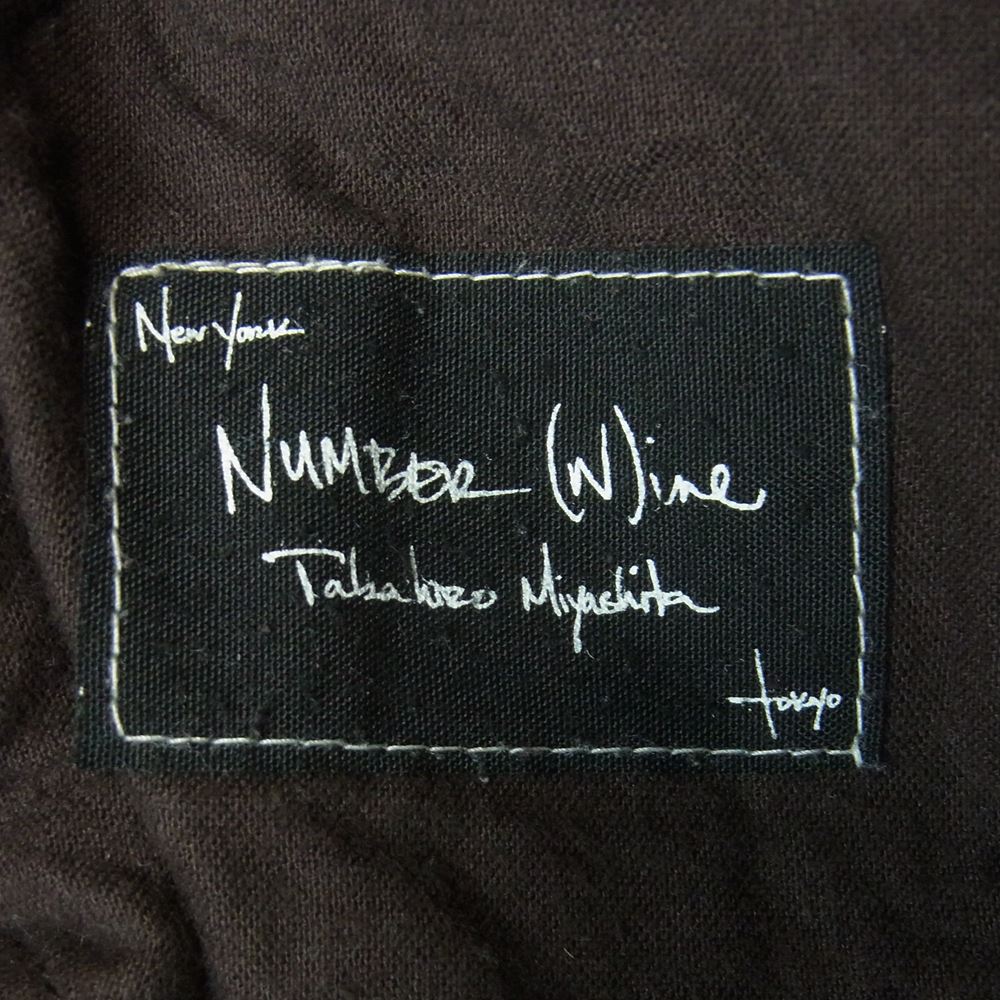 New York
NUMBER (N)ine
Takahiro Miyashita
tokyo